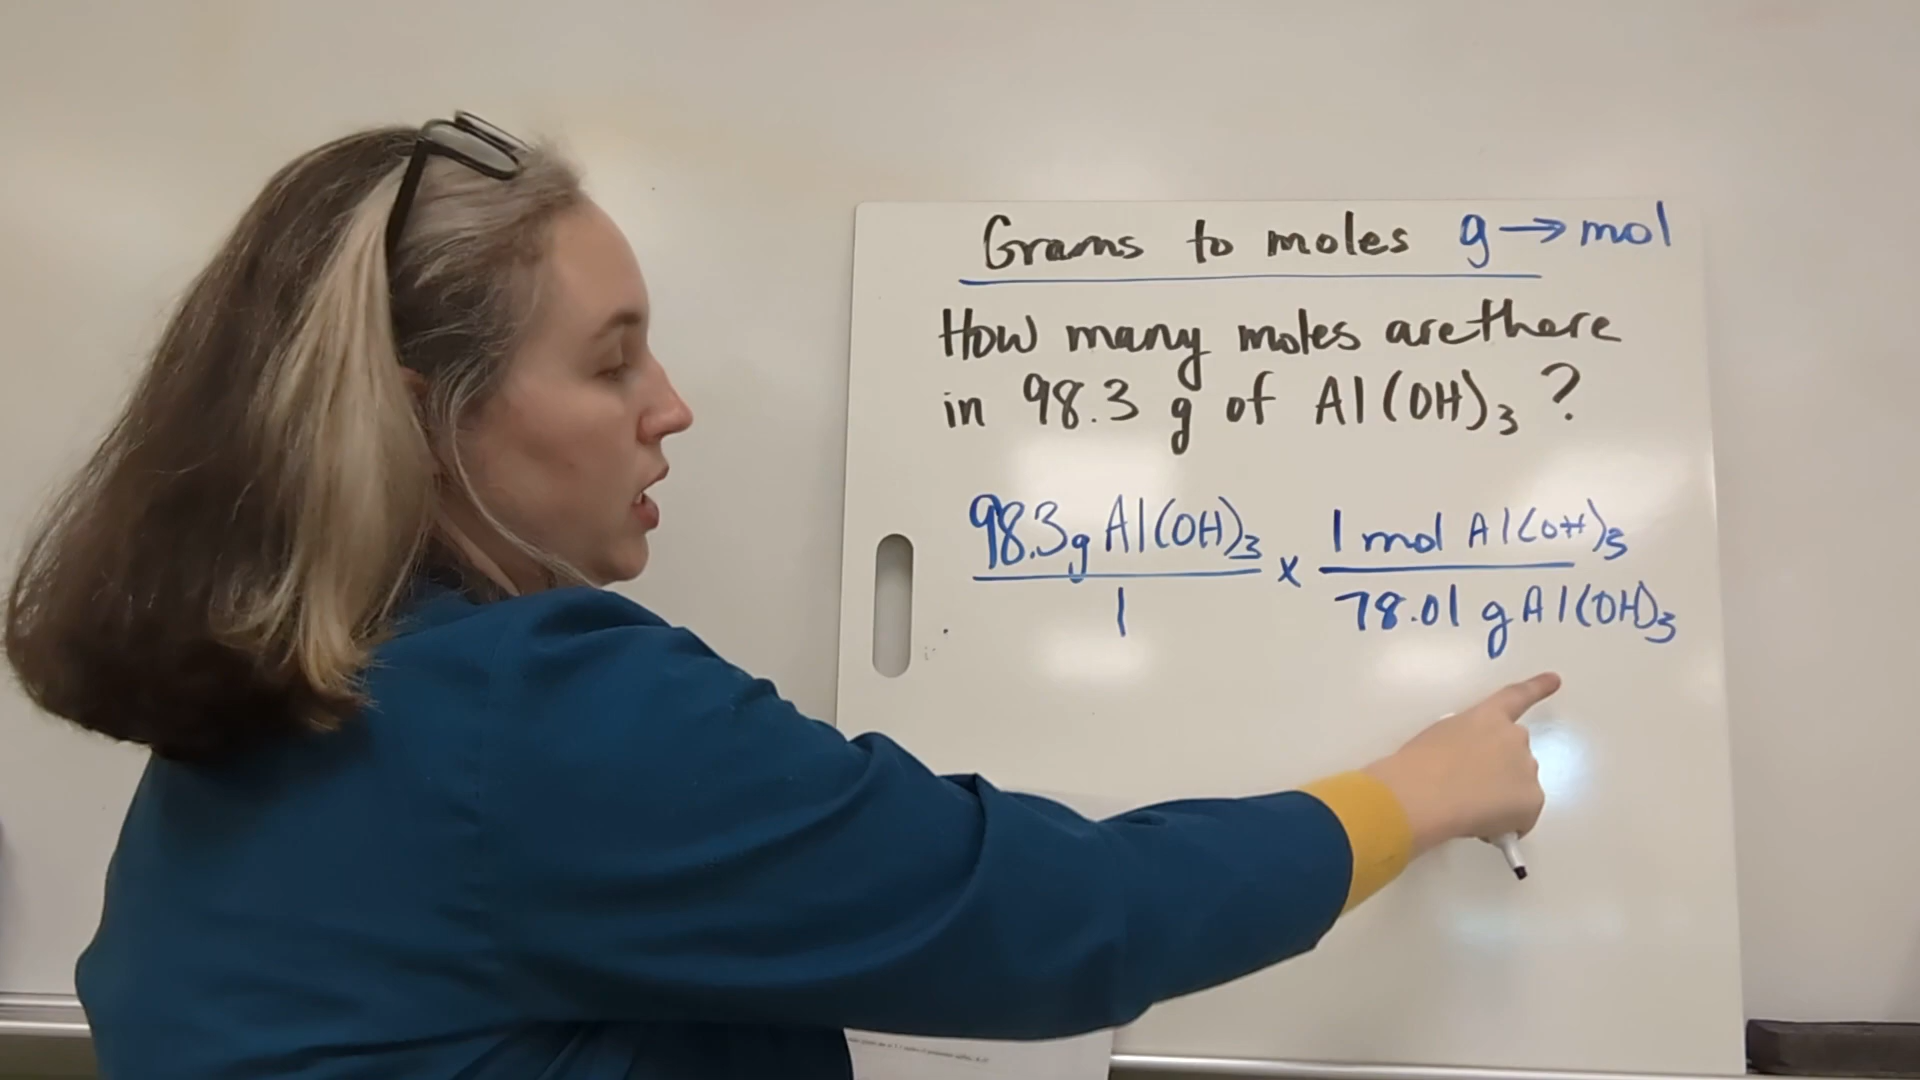 Grams to moles g → mol
How many moles are there
in 98.3 g of Al(OH)₃ ?
98.3g Al(OH)₃ x 1 mol Al(OH)₃
1 78.01 g Al(OH)₃